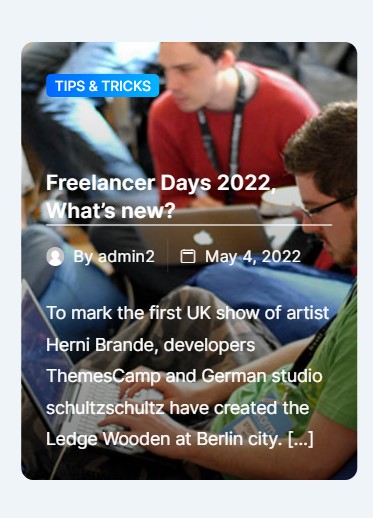 TIPS & TRICKS
Freelancer Days 2022,
What's new?
By admin2 May 4, 2022
To mark the first UK show of artist
Herni Brande, developers
ThemesCamp and German studio
schultzschultz have created the
Ledge Wooden at Berlin city. [...]